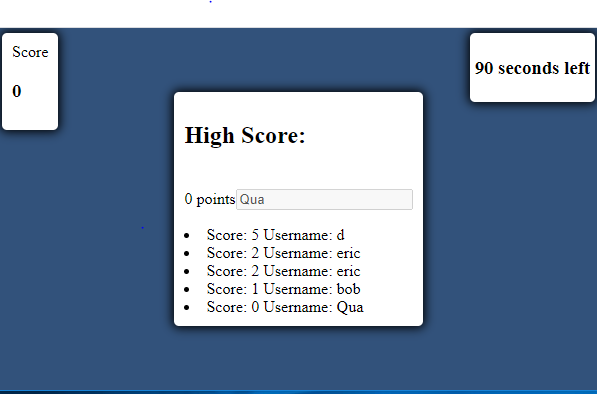 Score
0
90 seconds left
High Score:
0 points Qua
Score: 5 Username: d
Score: 2 Username: eric
Score: 2 Username: eric
Score: 1 Username: bob
Score: 0 Username: Qua